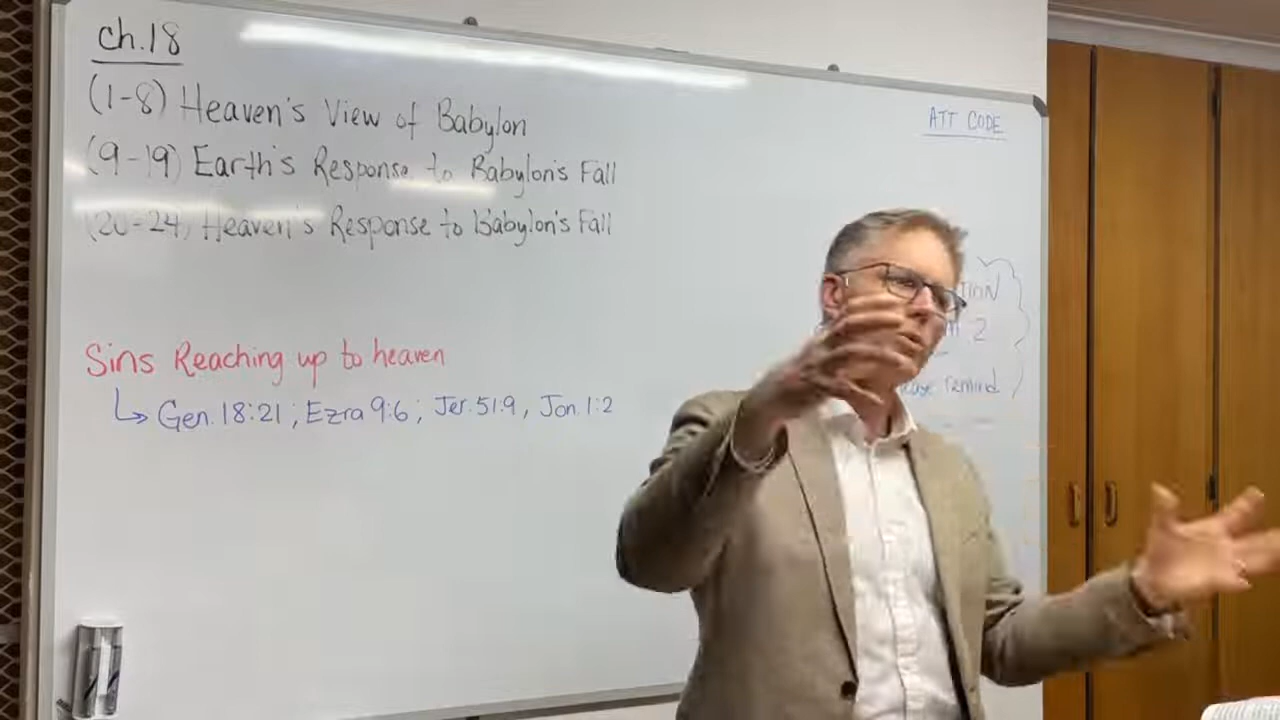 Ch.18
(1-8) Heaven's View of Babylon
(9-19) Earth's Response to Babylon's Fall
(20-24) Heaven's Response to Babylon's Fall
Sins Reaching up to heaven
↳ Gen. 18:21 ; Ezra 9:6 ; Jer. 51:9 , Jon. 1:2
ATT CODE
2
remind